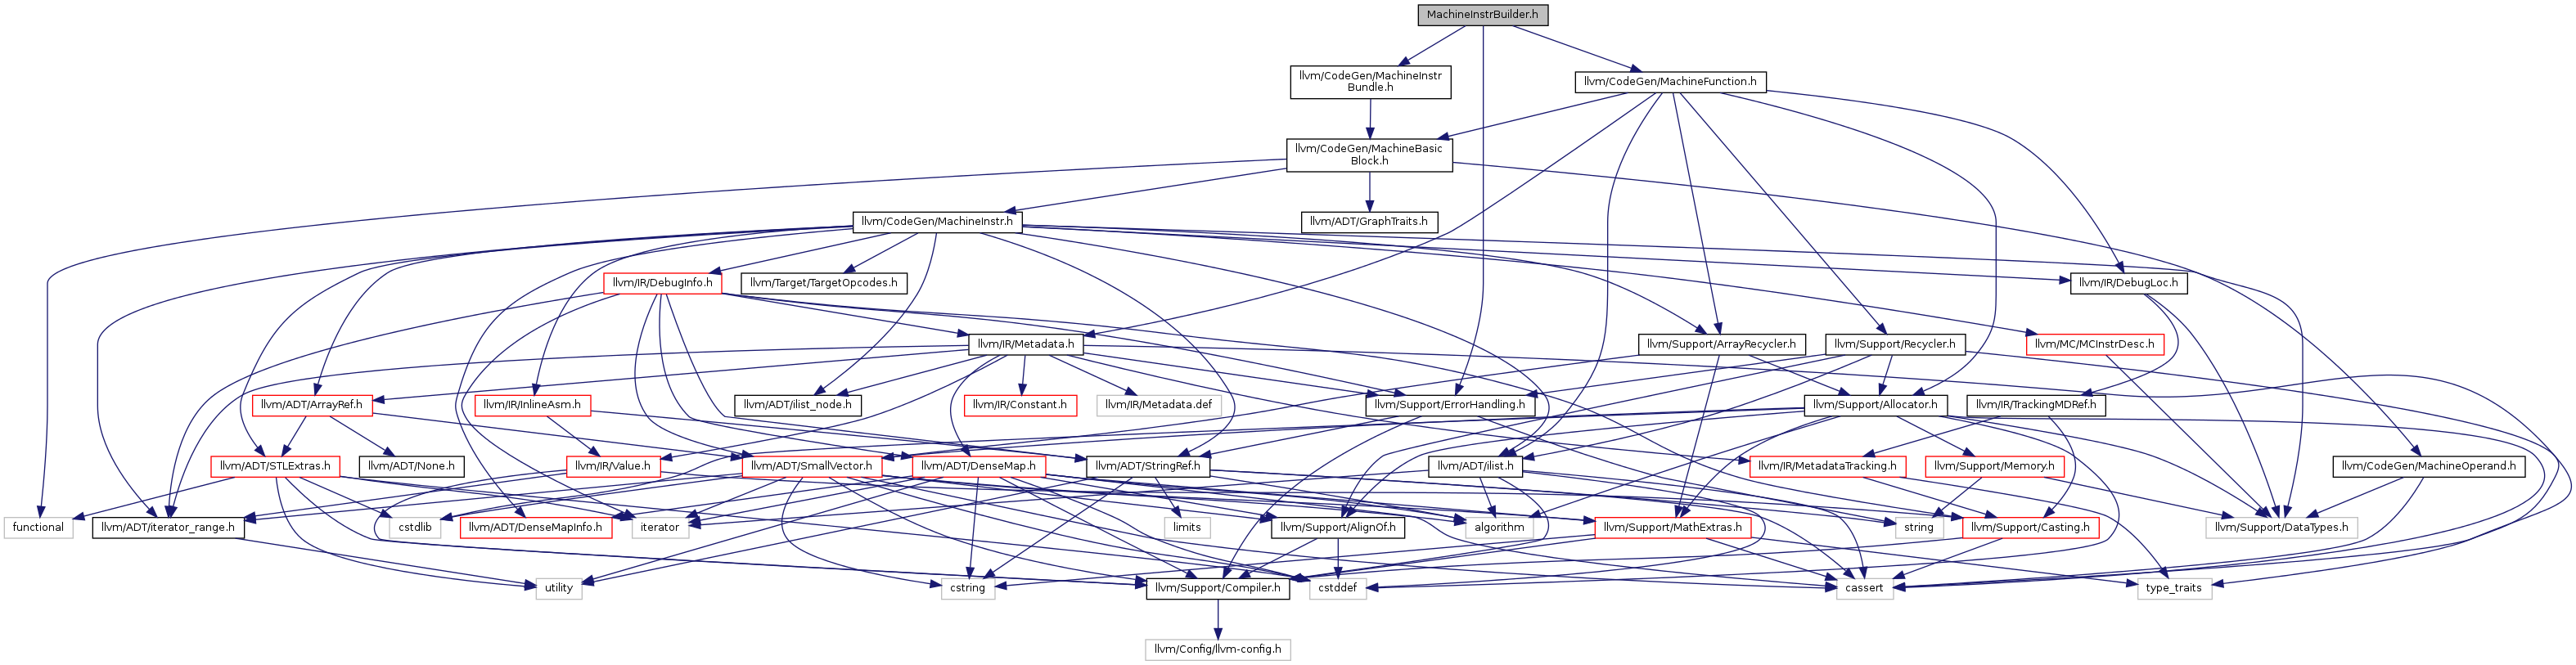 MachineInstrBuilder.h
llvm/CodeGen/MachineInstr
Bundle.h
llvm/CodeGen/MachineFunction.h
llvm/CodeGen/MachineBasic
Block.h
llvm/CodeGen/MachineInstr.h
llvm/ADT/GraphTraits.h
llvm/IR/DebugInfo.h
llvm/Target/TargetOpcodes.h
llvm/IR/DebugLoc.h
llvm/IR/Metadata.h
llvm/Support/ArrayRecycler.h
llvm/Support/Recycler.h
llvm/MC/MCInstrDesc.h
llvm/ADT/ArrayRef.h
llvm/IR/InlineAsm.h
llvm/ADT/ilist_node.h
llvm/IR/Constant.h
llvm/IR/Metadata.def
llvm/Support/ErrorHandling.h
llvm/Support/Allocator.h
llvm/IR/TrackingMDRef.h
llvm/ADT/STLExtras.h
llvm/ADT/None.h
llvm/IR/Value.h
llvm/ADT/SmallVector.h
llvm/ADT/DenseMap.h
llvm/ADT/StringRef.h
llvm/ADT/ilist.h
llvm/IR/MetadataTracking.h
llvm/Support/Memory.h
llvm/CodeGen/MachineOperand.h
functional
llvm/ADT/iterator_range.h
cstdlib
llvm/ADT/DenseMapInfo.h
iterator
limits
llvm/Support/AlignOf.h
algorithm
llvm/Support/MathExtras.h
string
llvm/Support/Casting.h
llvm/Support/DataTypes.h
utility
cstring
llvm/Support/Compiler.h
cstddef
cassert
type_traits
llvm/Config/llvm-config.h